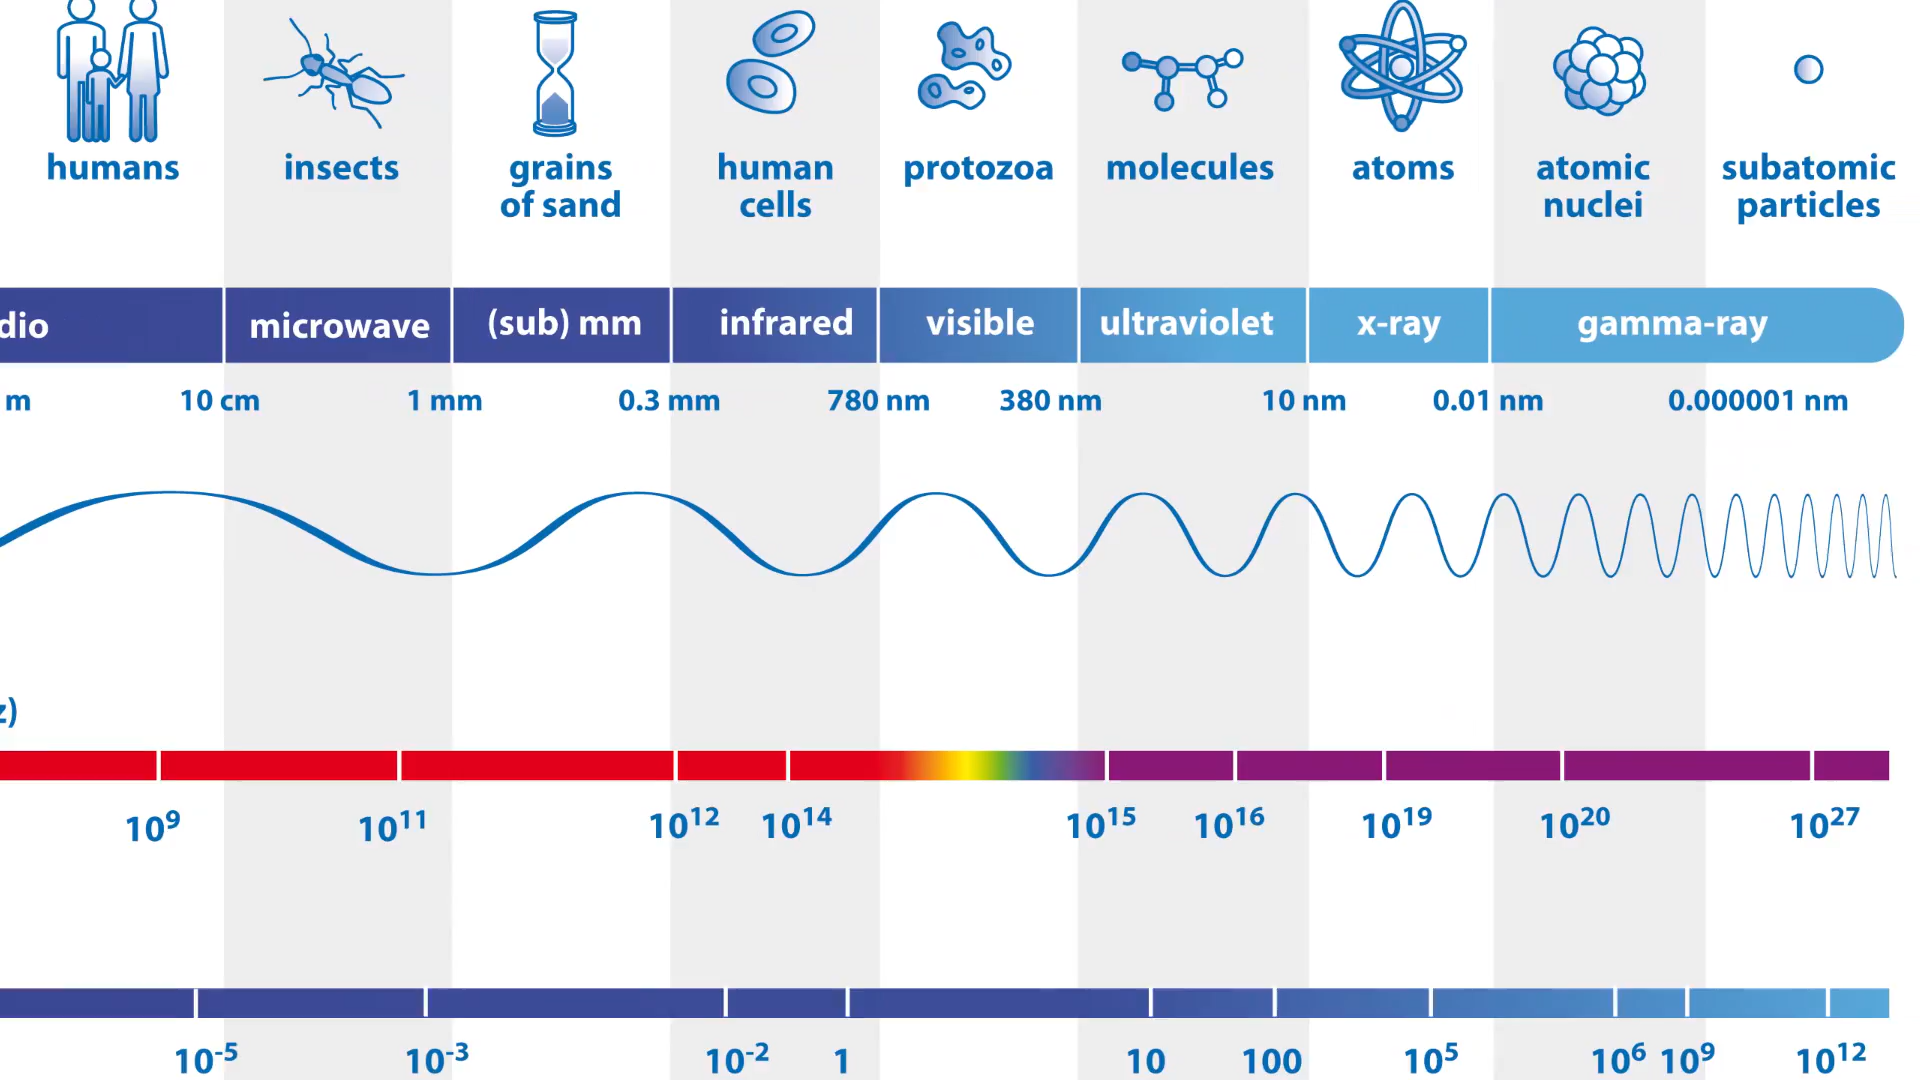 humans
insects
grains
of sand
human
cells
protozoa
molecules
atoms
atomic
nuclei
subatomic
particles
dio
microwave
(sub) mm
infrared
visible
ultraviolet
x-ray
gamma-ray
m
10 cm
1 mm
0.3 mm
780 nm
380 nm
10 nm
0.01 nm
0.000001 nm
z)
10⁹
10¹¹
10¹²
10¹⁴
10¹⁵
10¹⁶
10¹⁹
10²⁰
10²⁷
10⁻⁵
10⁻³
10⁻²
1
10
100
10⁵
10⁶
10⁹
10¹²